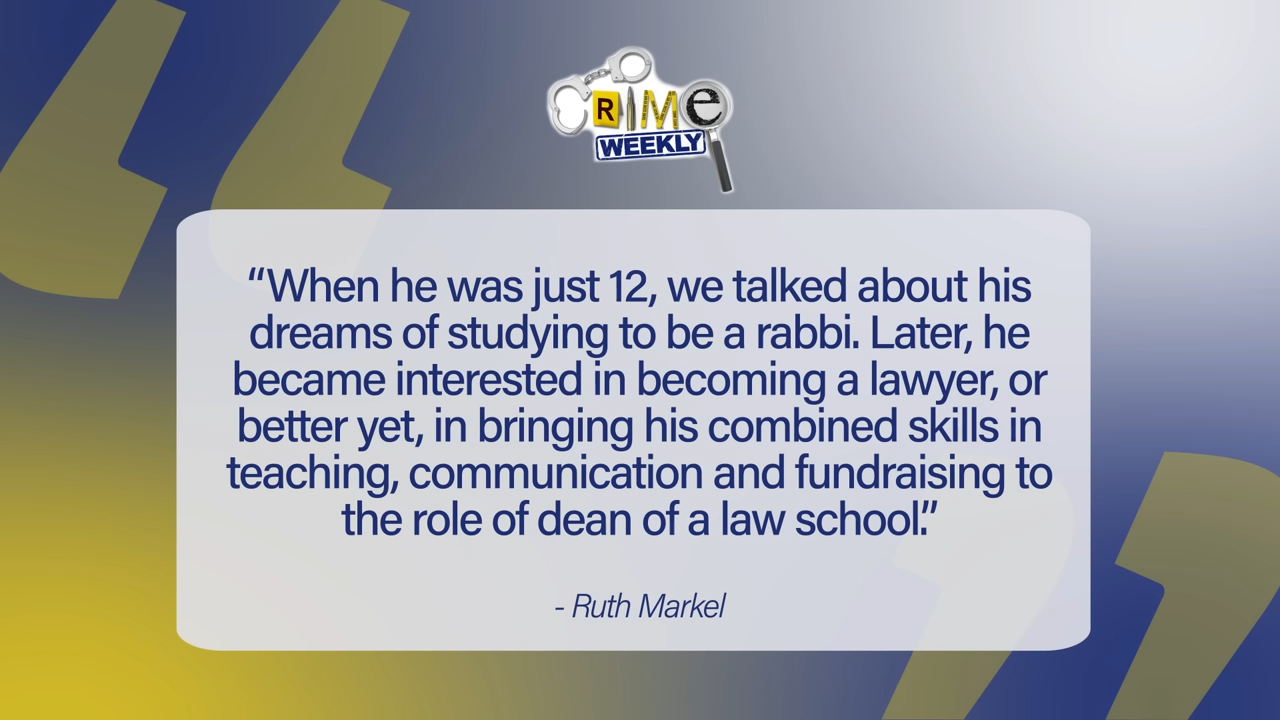 CRIME
WEEKLY
“When he was just 12, we talked about his
dreams of studying to be a rabbi. Later, he
became interested in becoming a lawyer, or
better yet, in bringing his combined skills in
teaching, communication and fundraising to
the role of dean of a law school.”
- Ruth Markel